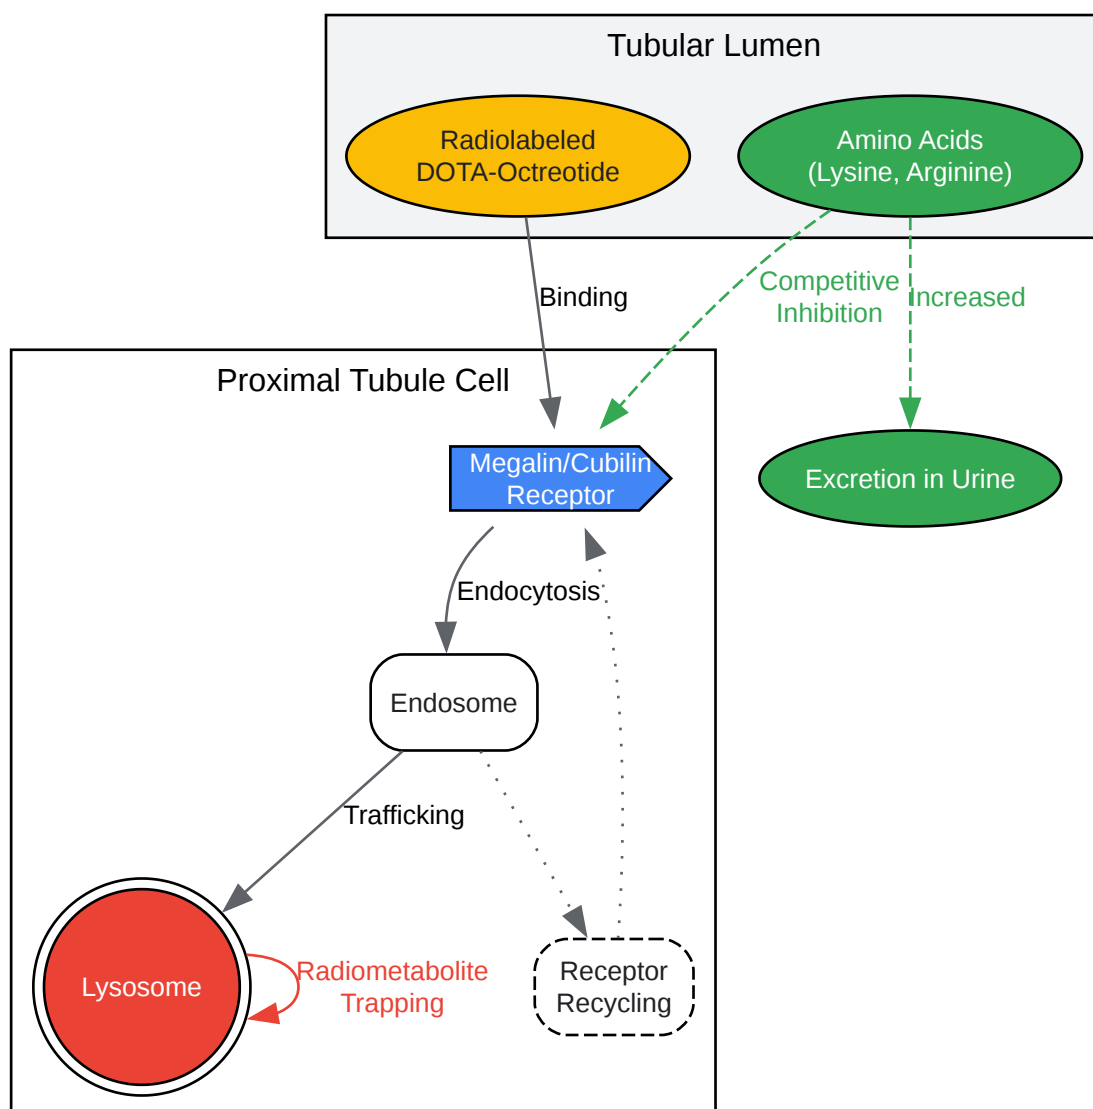 Tubular Lumen
Radiolabeled
DOTA-Octreotide
Amino Acids
(Lysine, Arginine)
Binding
Competitive
Inhibition
Increased
Proximal Tubule Cell
Megalin/Cubilin
Receptor
Excretion in Urine
Endocytosis
Endosome
Trafficking
Lysosome
Radiometabolite
Trapping
Receptor
Recycling